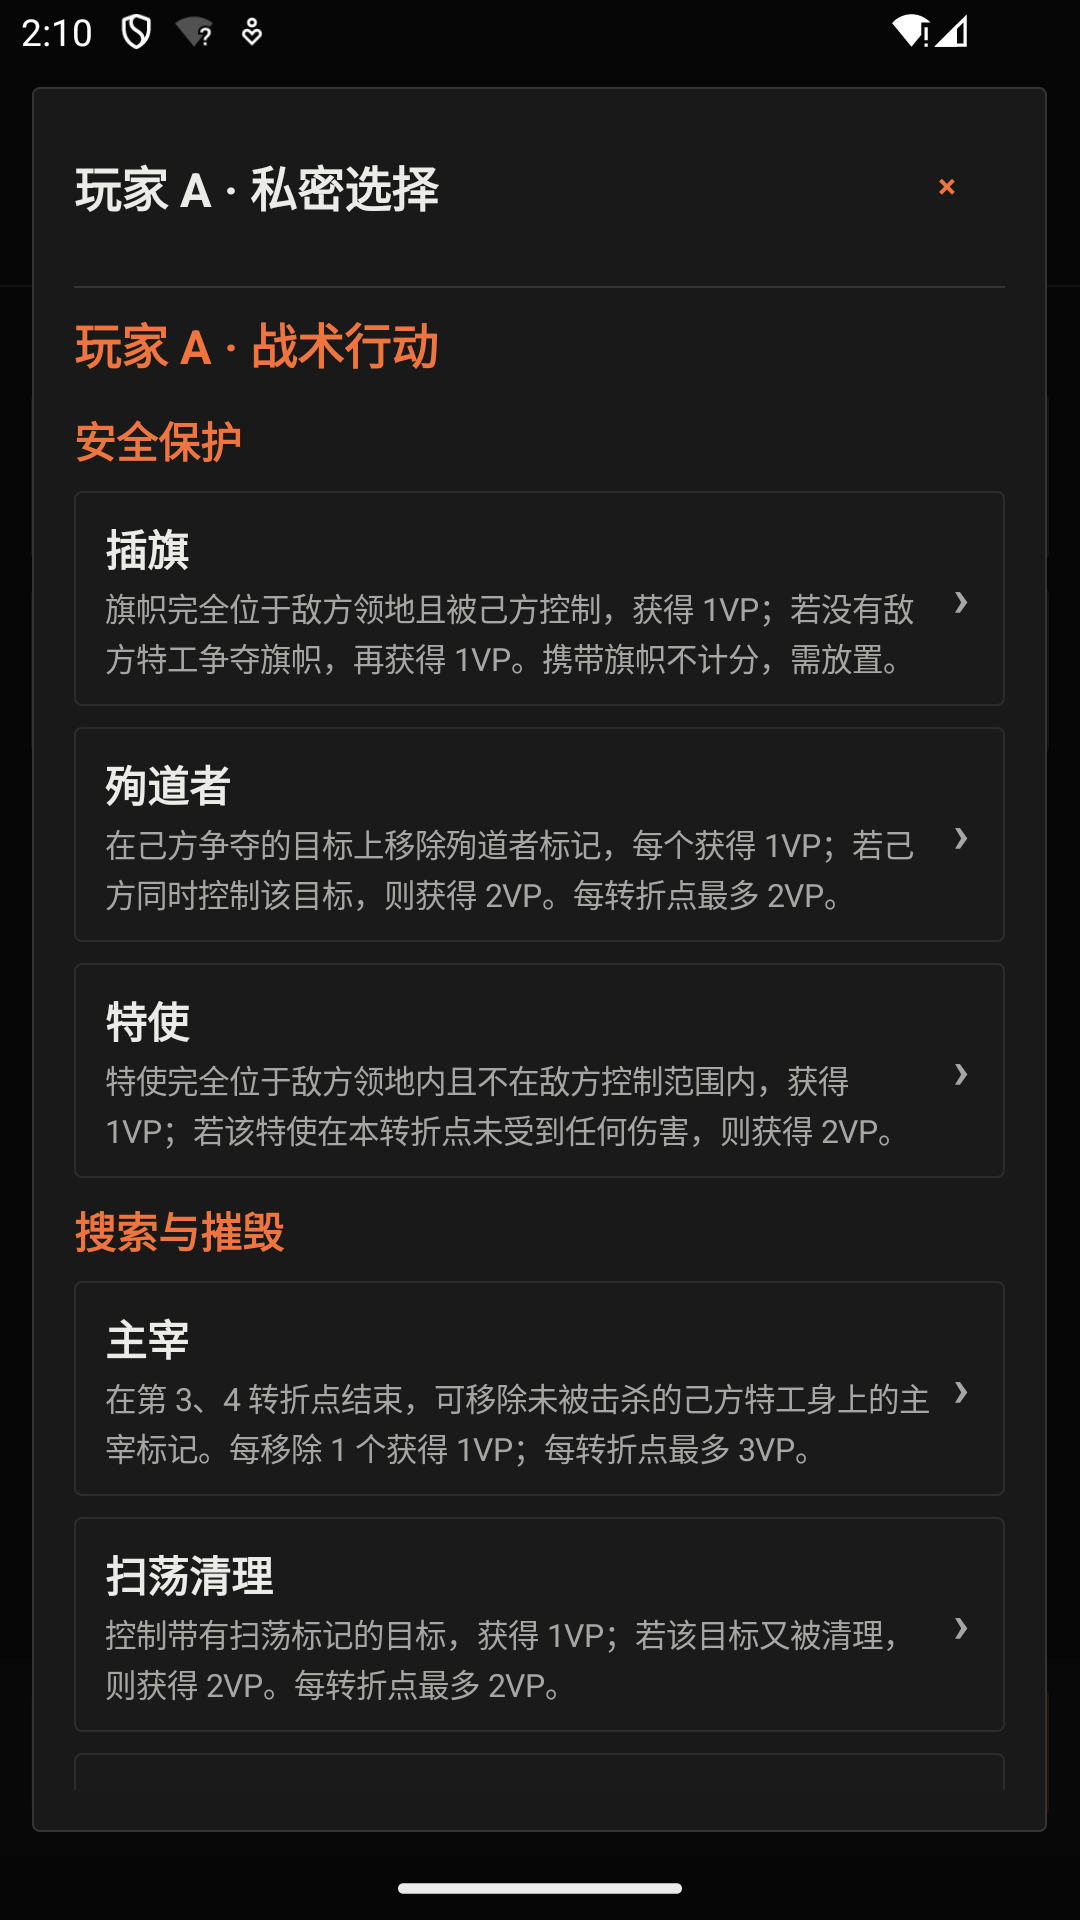 2:10
玩家 A · 私密选择
×
玩家 A · 战术行动
安全保护
插旗
旗帜完全位于敌方领地且被己方控制，获得 1VP；若没有敌
方特工争夺旗帜，再获得 1VP。携带旗帜不计分，需放置。
殉道者
在己方争夺的目标上移除殉道者标记，每个获得 1VP；若己
方同时控制该目标，则获得 2VP。每转折点最多 2VP。
特使
特使完全位于敌方领地内且不在敌方控制范围内，获得
1VP；若该特使在本转折点未受到任何伤害，则获得 2VP。
搜索与摧毁
主宰
在第 3、4 转折点结束，可移除未被击杀的己方特工身上的主
宰标记。每移除 1 个获得 1VP；每转折点最多 3VP。
扫荡清理
控制带有扫荡标记的目标，获得 1VP；若该目标又被清理，
则获得 2VP。每转折点最多 2VP。